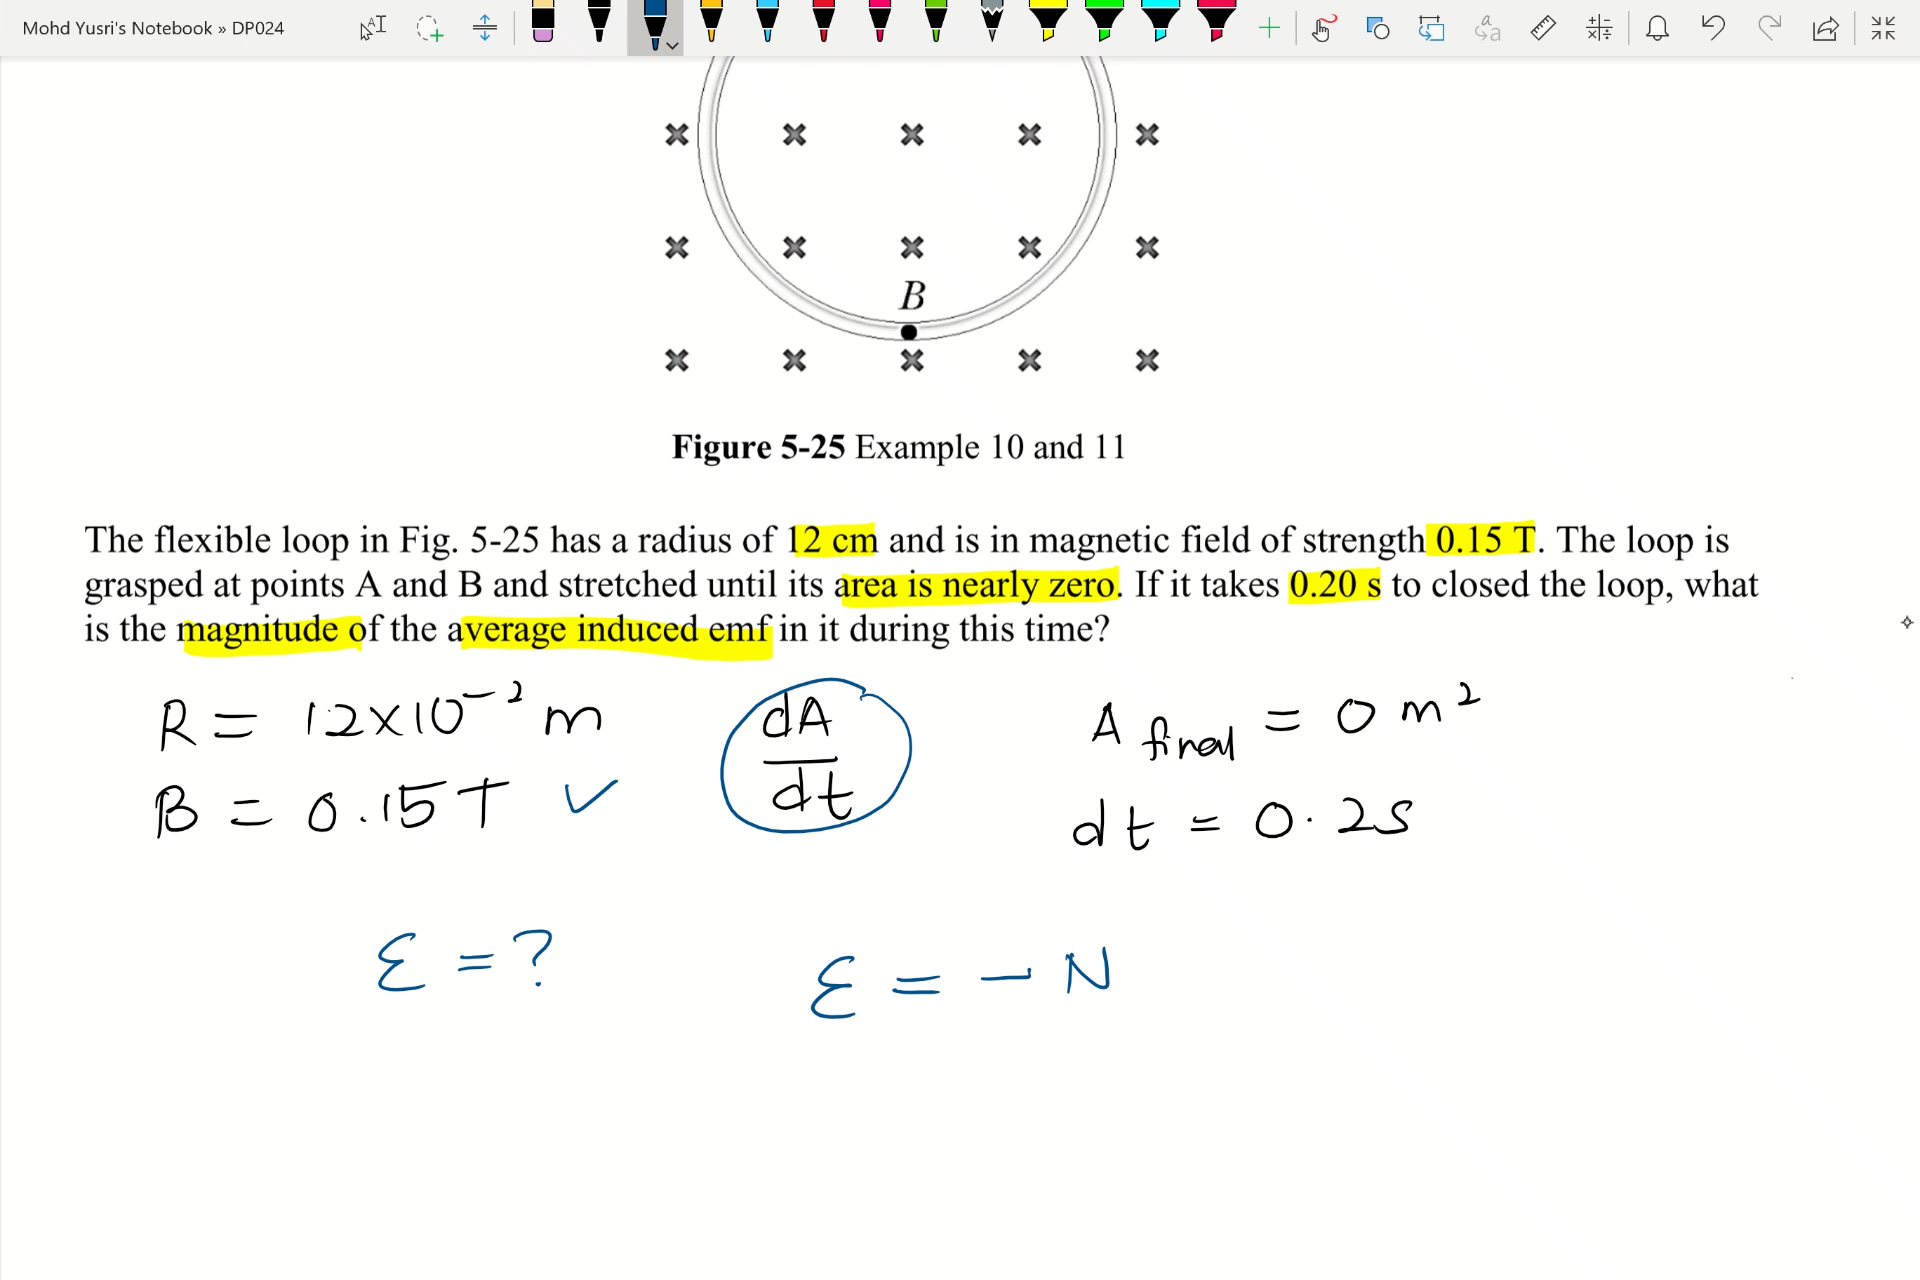 Mohd Yusri's Notebook » DP024
B
Figure 5-25 Example 10 and 11
The flexible loop in Fig. 5-25 has a radius of 12 cm and is in magnetic field of strength 0.15 T. The loop is
grasped at points A and B and stretched until its area is nearly zero. If it takes 0.20 s to closed the loop, what
is the magnitude of the average induced emf in it during this time?
R = 12×10⁻² m
B = 0.15T ✓
dA
dt
A final = 0 m²
dt = 0.2s
ε = ?
ε = − N